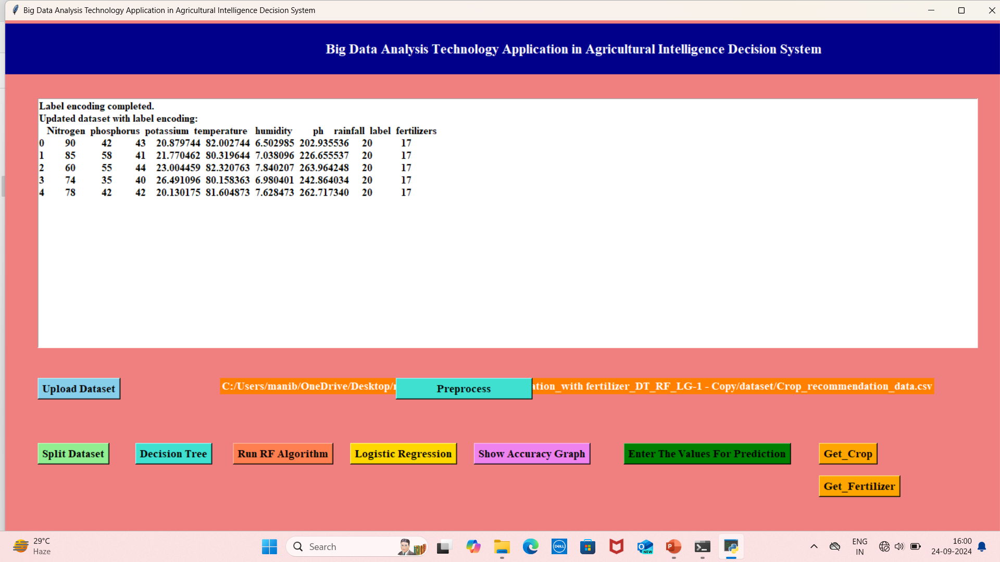 Big Data Analysis Technology Application in Agricultural Intelligence Decision System
Big Data Analysis Technology Application in Agricultural Intelligence Decision System
Label encoding completed.
Updated dataset with label encoding:
Nitrogen phosphorus potassium temperature humidity ph rainfall label fertilizers
0 90 42 43 20.879744 82.002744 6.502985 202.935536 20 17
1 85 58 41 21.770462 80.319644 7.038096 226.655537 20 17
2 60 55 44 23.004459 82.320763 7.840207 263.964248 20 17
3 74 35 40 26.491096 80.158363 6.980401 242.864034 20 17
4 78 42 42 20.130175 81.604873 7.628473 262.717340 20 17
Upload Dataset C:/Users/manib/OneDrive/Desktop/ Preprocess ation_with fertilizer_DT_RF_LG-1 - Copy/dataset/Crop_recommendation_data.csv
Split Dataset Decision Tree Run RF Algorithm Logistic Regression Show Accuracy Graph Enter The Values For Prediction Get_Crop
Get_Fertilizer
29°C
Haze
Search
DELL
NEW
P
ENG
IN
16:00
24-09-2024